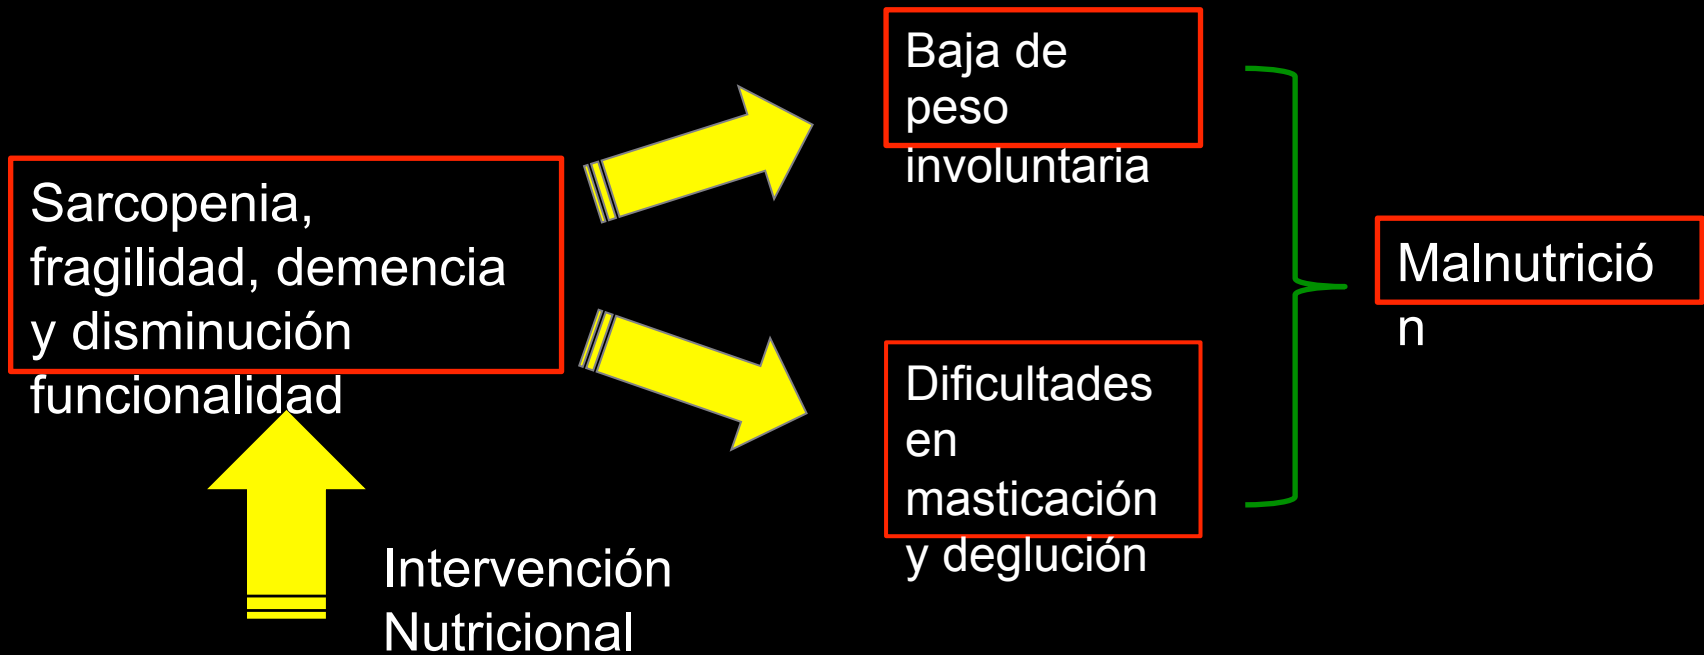 Sarcopenia,
fragilidad, demencia
y disminución
funcionalidad
Intervención
Nutricional
Baja de
peso
involuntaria
Dificultades
en
masticación
y deglución
Malnutrició
n